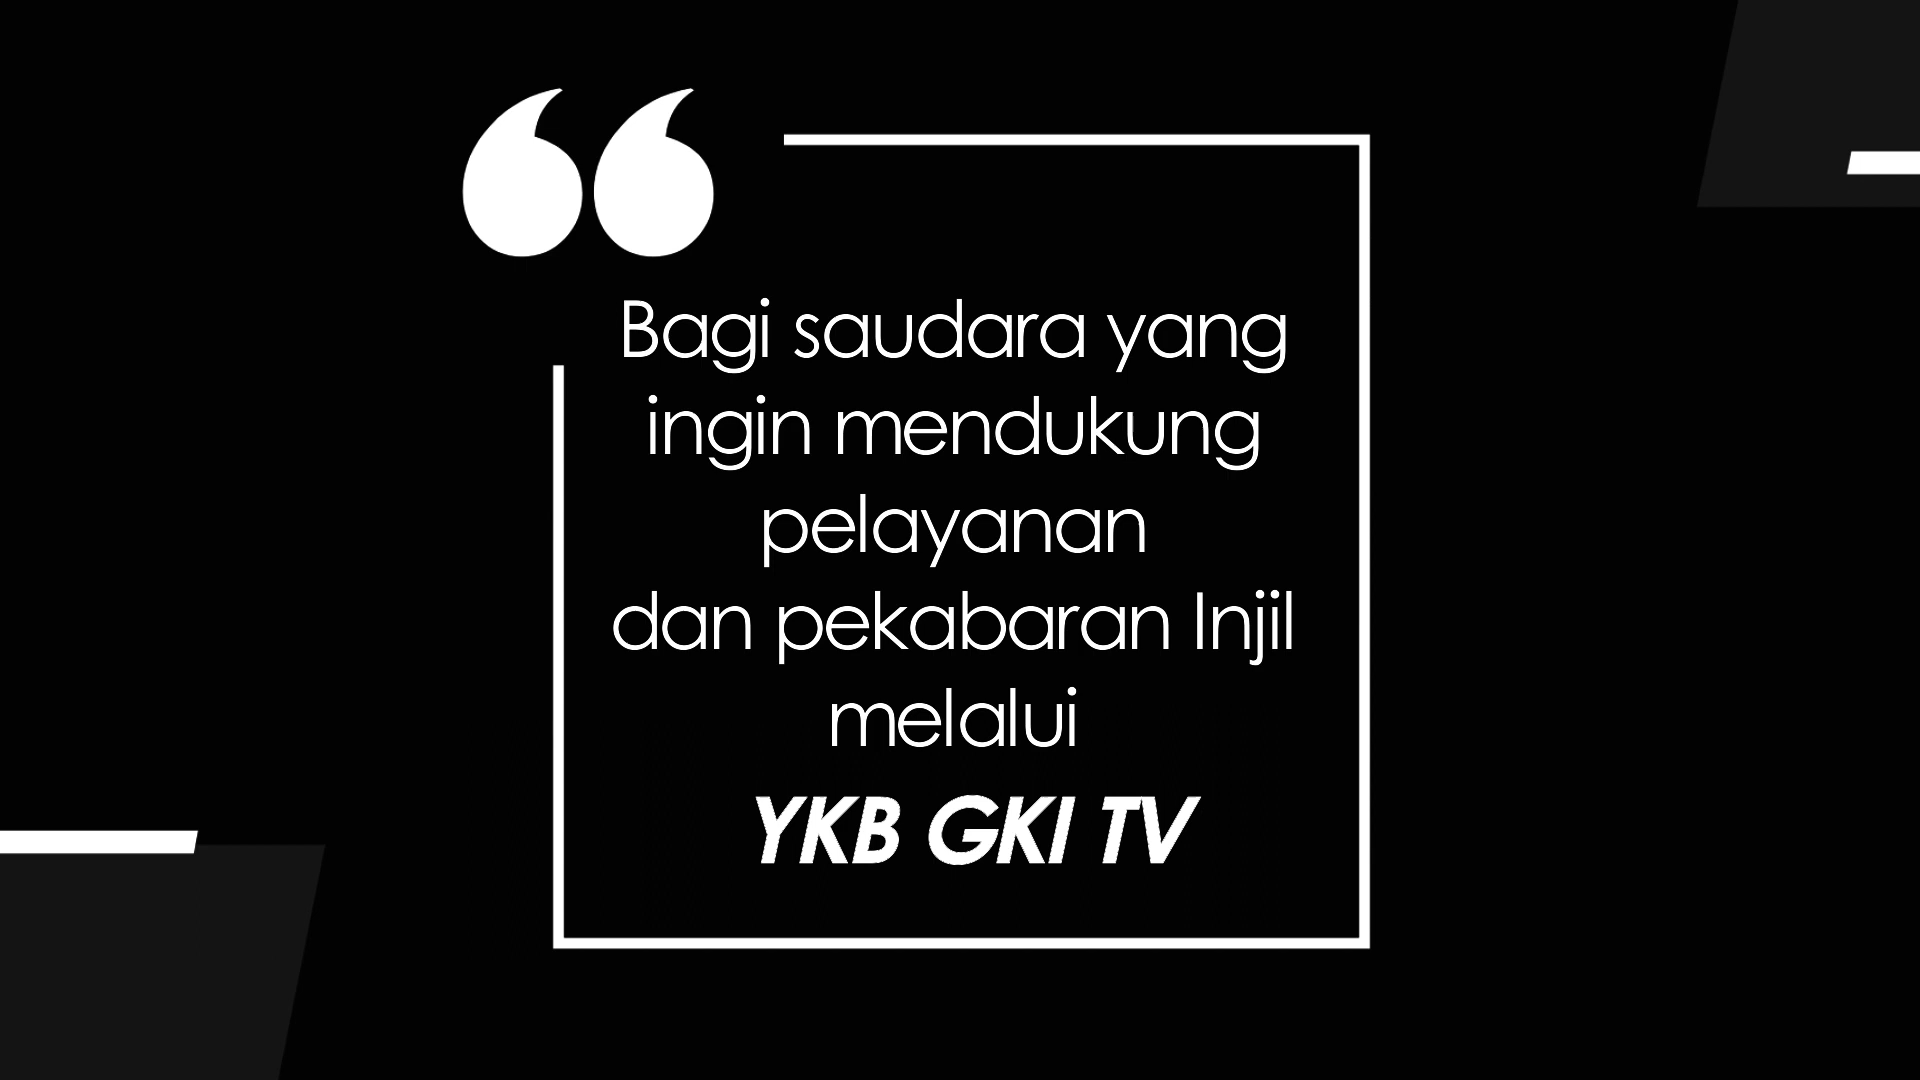 Bagi saudara yang
ingin mendukung
pelayanan
dan pekabaran Injil
melalui
YKB GKI TV